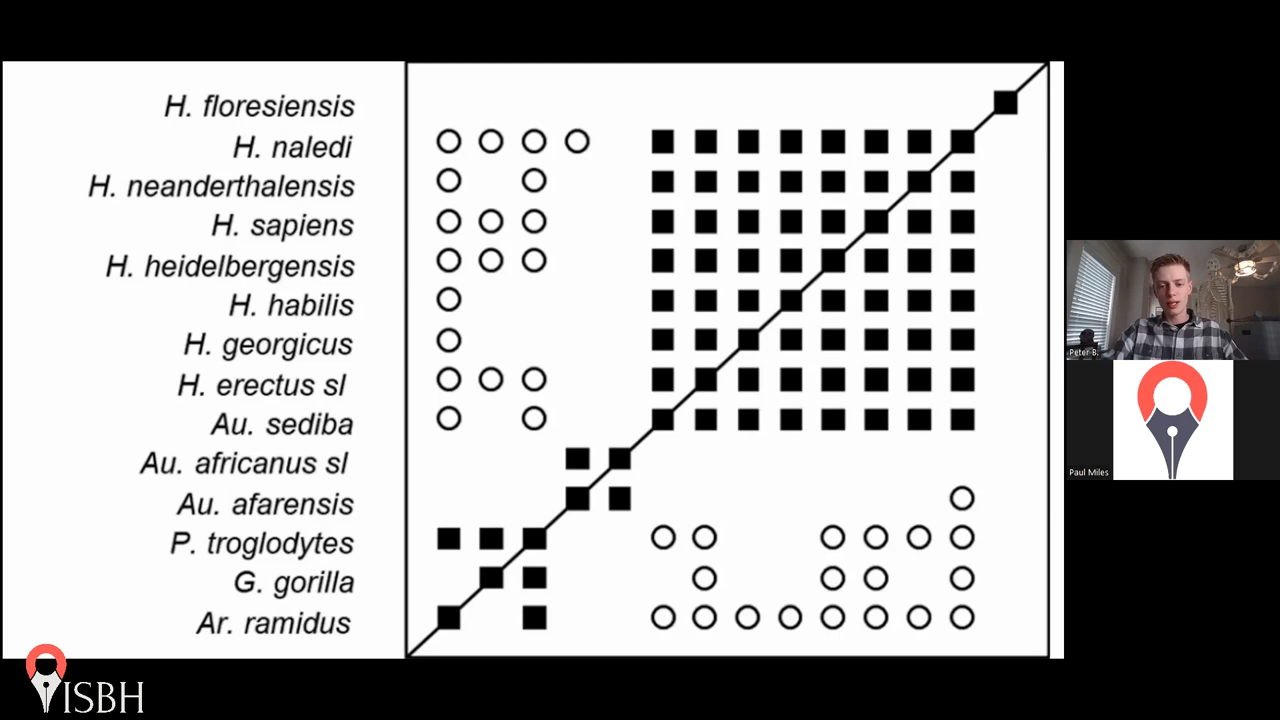 H. floresiensis
H. naledi
H. neanderthalensis
H. sapiens
H. heidelbergensis
H. habilis
H. georgicus
H. erectus sl
Au. sediba
Au. africanus sl
Au. afarensis
P. troglodytes
G. gorilla
Ar. ramidus
Peter B.
Paul Miles
ISBH